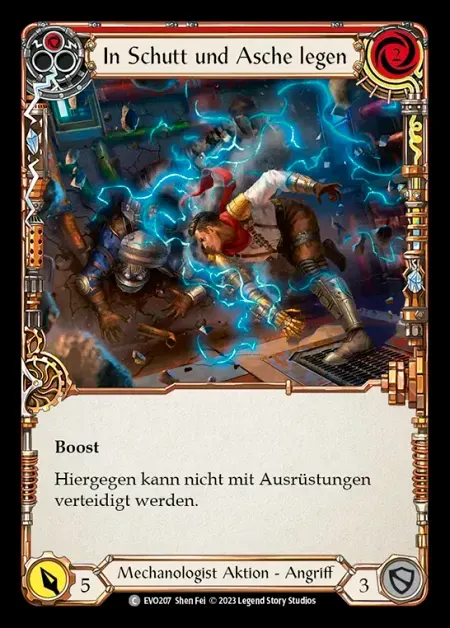 In Schutt und Asche legen
2
Boost
Hiergegen kann nicht mit Ausrüstungen
verteidigt werden.
5
Mechanologist Aktion - Angriff
3
C EVO207 Shen Fei © 2023 Legend Story Studios